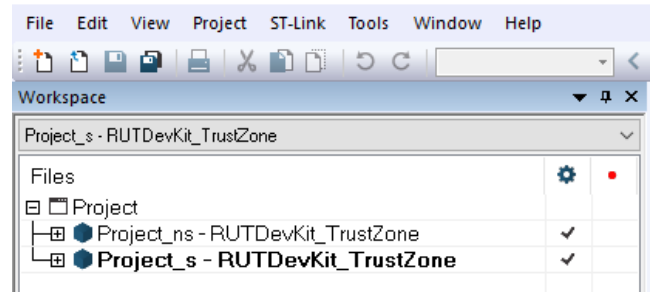 File Edit View Project ST-Link Tools Window Help
Workspace
Project_s - RUTDevKit_TrustZone
Files
Project
Project_ns - RUTDevKit_TrustZone
Project_s - RUTDevKit_TrustZone